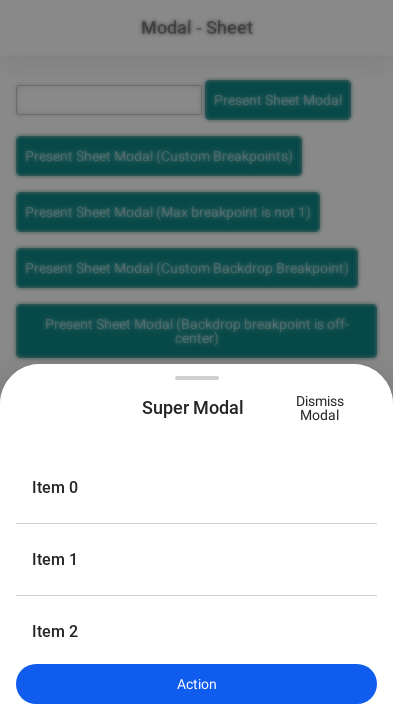 Modal - Sheet
Present Sheet Modal
Present Sheet Modal (Custom Breakpoints)
Present Sheet Modal (Max breakpoint is not 1)
Present Sheet Modal (Custom Backdrop Breakpoint)
Present Sheet Modal (Backdrop breakpoint is off-
center)
Super Modal
Dismiss
Modal
Item 0
Item 1
Item 2
Action